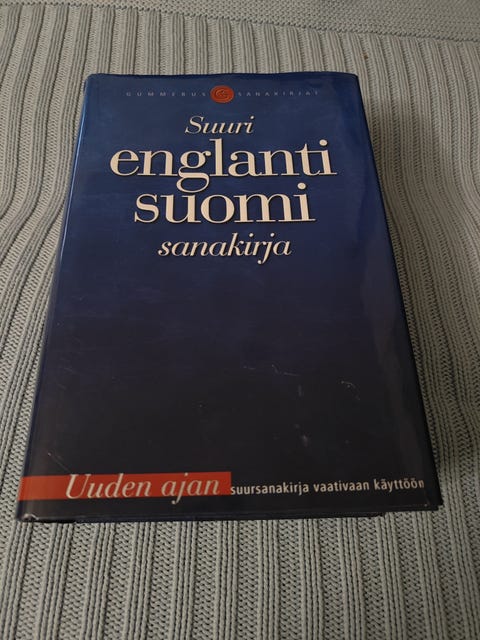 GUMMERUS SANAKIRJAT
Suuri
englanti
suomi
sanakirja
Uuden ajan suursanakirja vaativaan käyttöön